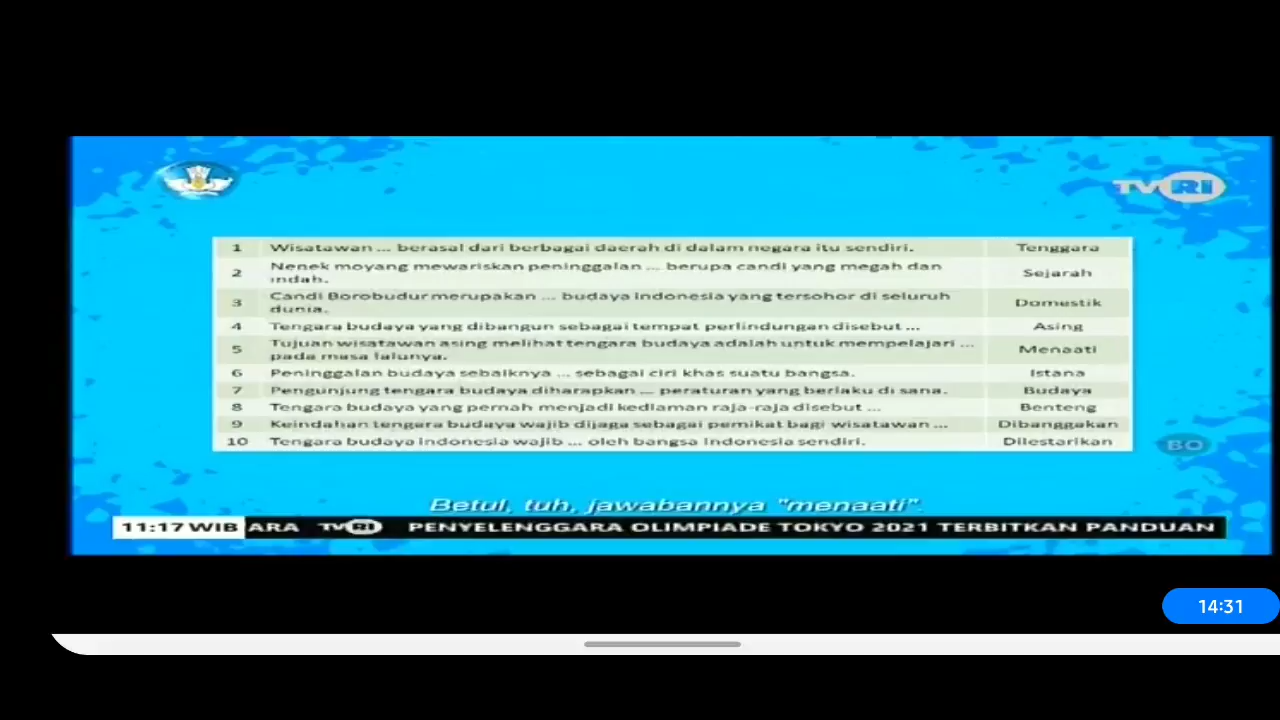 TVRI
1 Wisatawan ... berasal dari berbagai daerah di dalam negara itu sendiri. Tenggara
2 Nenek moyang mewariskan peninggalan ... berupa candi yang megah dan
indah. Sejarah
3 Candi Borobudur merupakan ... budaya Indonesia yang tersohor di seluruh
dunia. Domestik
4 Tengara budaya yang dibangun sebagai tempat perlindungan disebut ... Asing
5 Tujuan wisatawan asing melihat tengara budaya adalah untuk mempelajari ...
pada masa lalunya. Menaati
6 Peninggalan budaya sebaiknya ... sebagai ciri khas suatu bangsa. Istana
7 Pengunjung tengara budaya diharapkan ... peraturan yang berlaku di sana. Budaya
8 Tengara budaya yang pernah menjadi kediaman raja-raja disebut ... Benteng
9 Keindahan tengara budaya wajib dijaga sebagai pemikat bagi wisatawan ... Dibanggakan
10 Tengara budaya Indonesia wajib ... oleh bangsa Indonesia sendiri. Dilestarikan
BO
Betul, tuh, jawabannya "menaati".
11:17 WIB ARA TVRI PENYELENGGARA OLIMPIADE TOKYO 2021 TERBITKAN PANDUAN
14:31